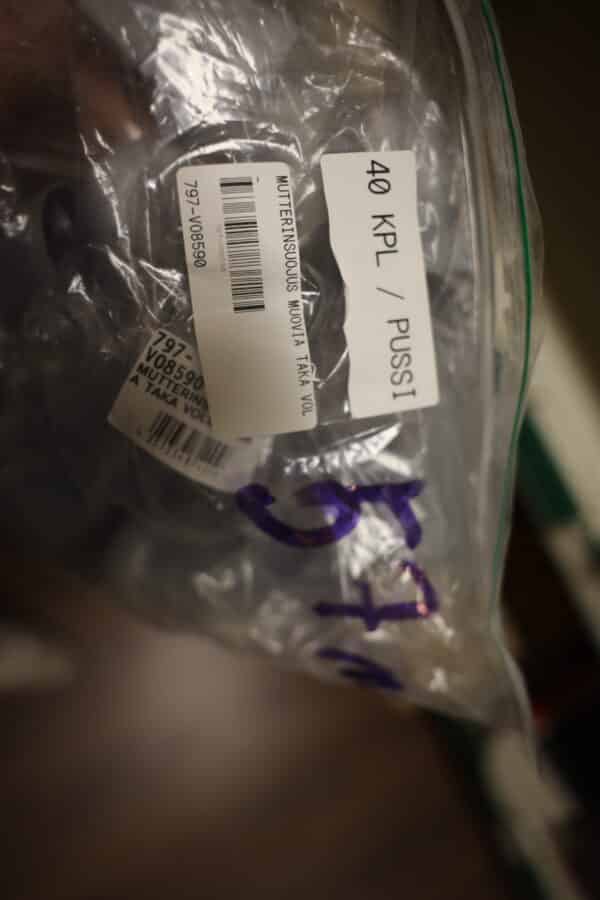 40 KPL / PUSSI
MUTTERINSUOJUS MUOVIA TAKA VOL
797-V08590
797-
V08590
MUTTERIN
A TAKA VOL